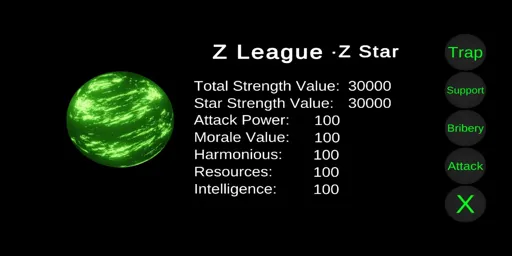 Z League ·Z Star
Total Strength Value: 30000
Star Strength Value: 30000
Attack Power: 100
Morale Value: 100
Harmonious: 100
Resources: 100
Intelligence: 100
Trap
Support
Bribery
Attack
X